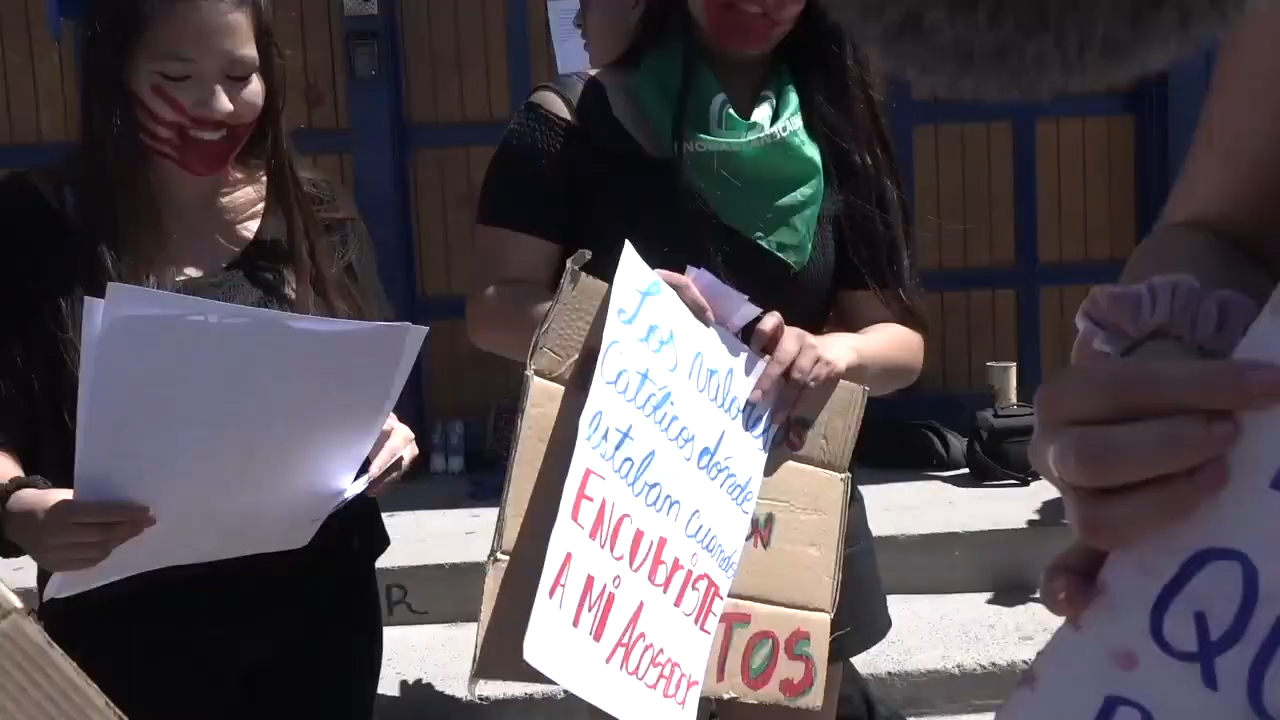 Los valores
Católicos dónde
estaban cuando
ENCUbRiSTE
A Mi AcosADOR
TOS
R
Q